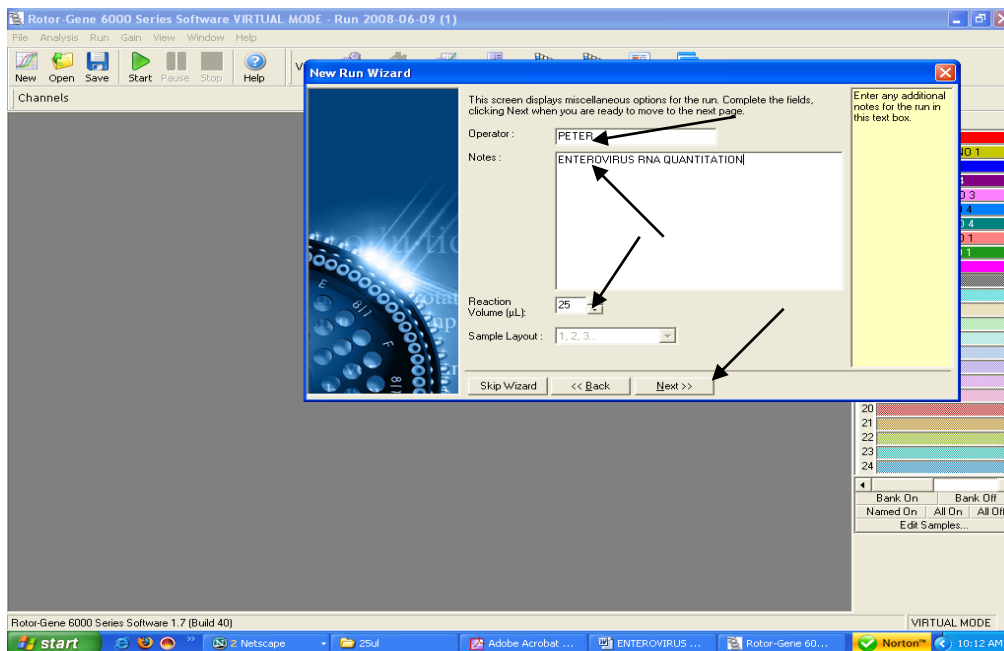 Rotor-Gene 6000 Series Software VIRTUAL MODE - Run 2008-06-09 (1)
File Analysis Run Gain View Window Help
New Open Save Start Pause Stop Help
Channels
New Run Wizard
This screen displays miscellaneous options for the run. Complete the fields,
clicking Next when you are ready to move to the next page.
Operator :
PETER
Notes :
ENTEROVIRUS RNA QUANTITATION
Reaction
Volume (µL):
25
Sample Layout :
1, 2, 3...
Skip Wizard
<< Back
Next >>
Enter any additional
notes for the run in
this text box.
20
21
22
23
24
Bank On Bank Off
Named On All On All Off
Edit Samples...
Rotor-Gene 6000 Series Software 1.7 (Build 40)
VIRTUAL MODE
start
2 Netscape
25ul
Adobe Acrobat ...
ENTEROVIRUS ...
Rotor-Gene 60...
Norton™
10:12 AM